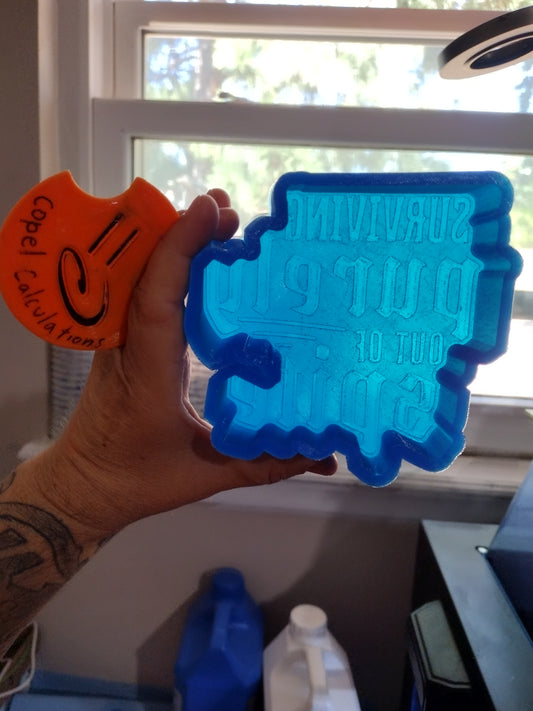 Copel Calculations
SURVIVING
purely
OUT OF
spite